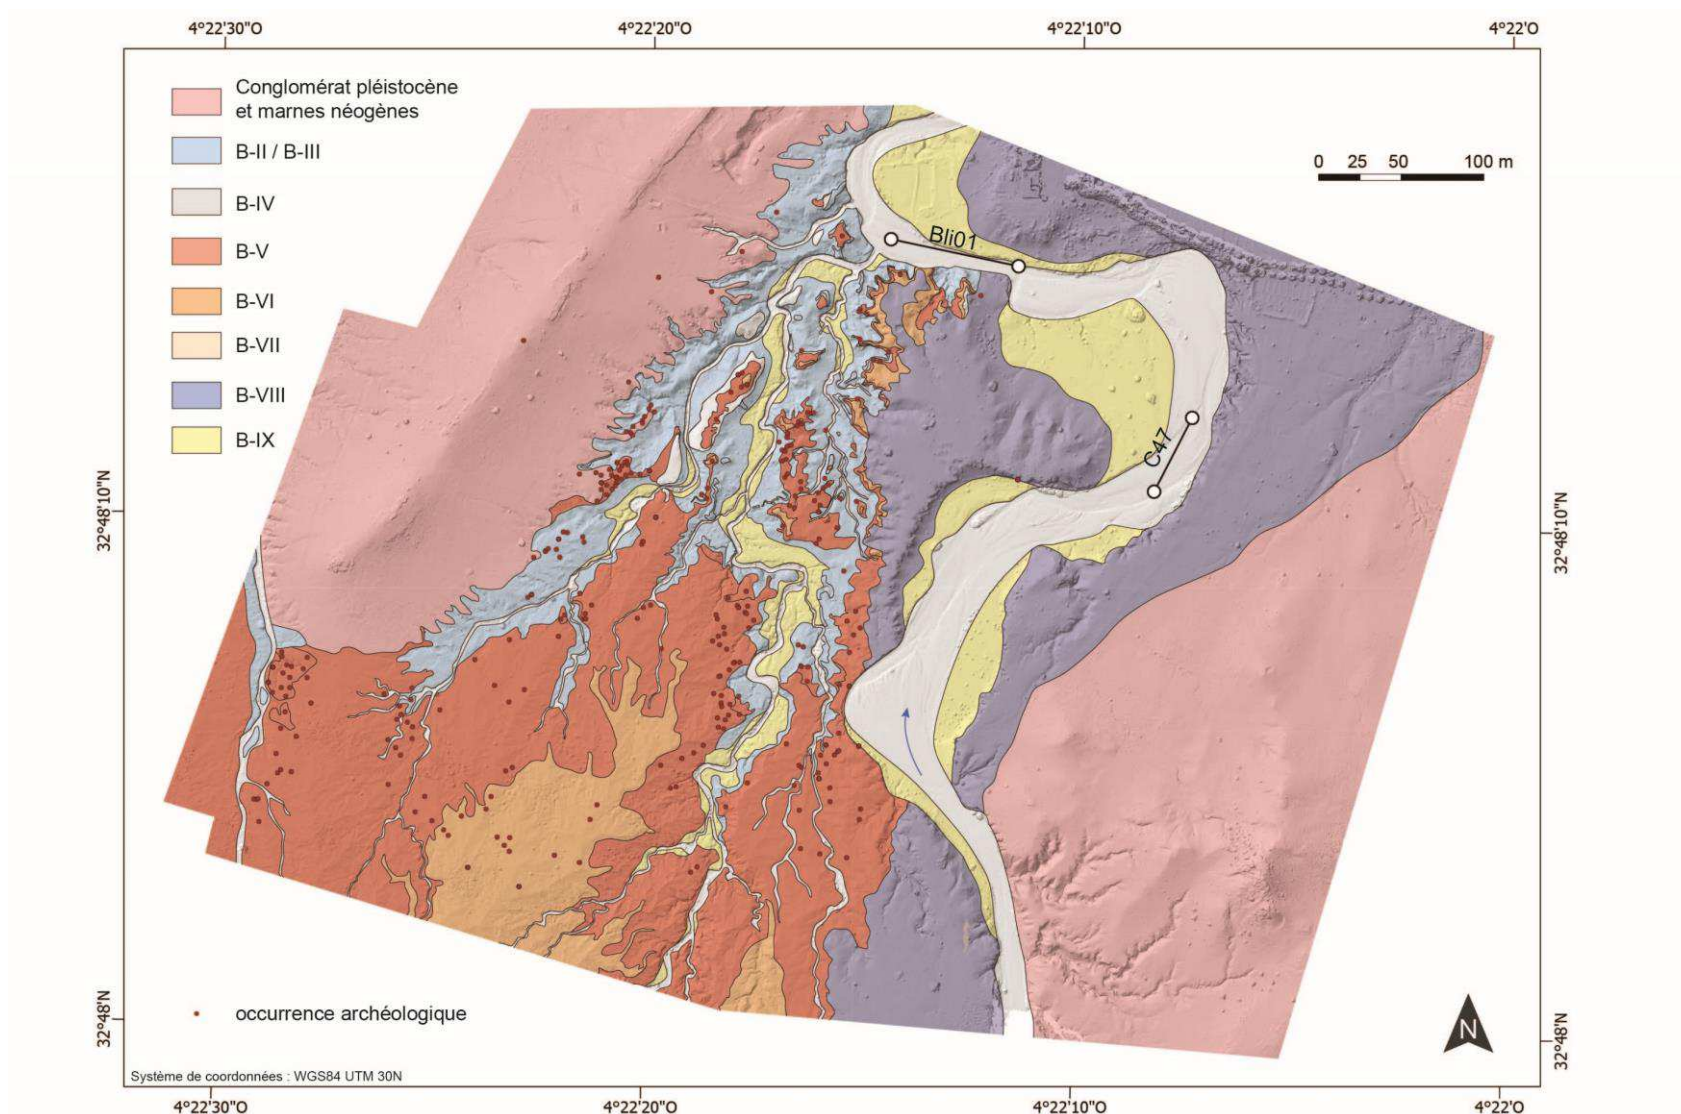 4°22'30"O
4°22'20"O
4°22'10"O
4°22'O
Conglomérat pléistocène
et marnes néogènes
B-II / B-III
B-IV
B-V
B-VI
B-VII
B-VIII
B-IX
0 25 50 100 m
Bli01
C47
32°48'10"N
32°48'10"N
32°48'N
32°48'N
occurrence archéologique
N
Système de coordonnées : WGS84 UTM 30N
4°22'30"O
4°22'20"O
4°22'10"O
4°22'O